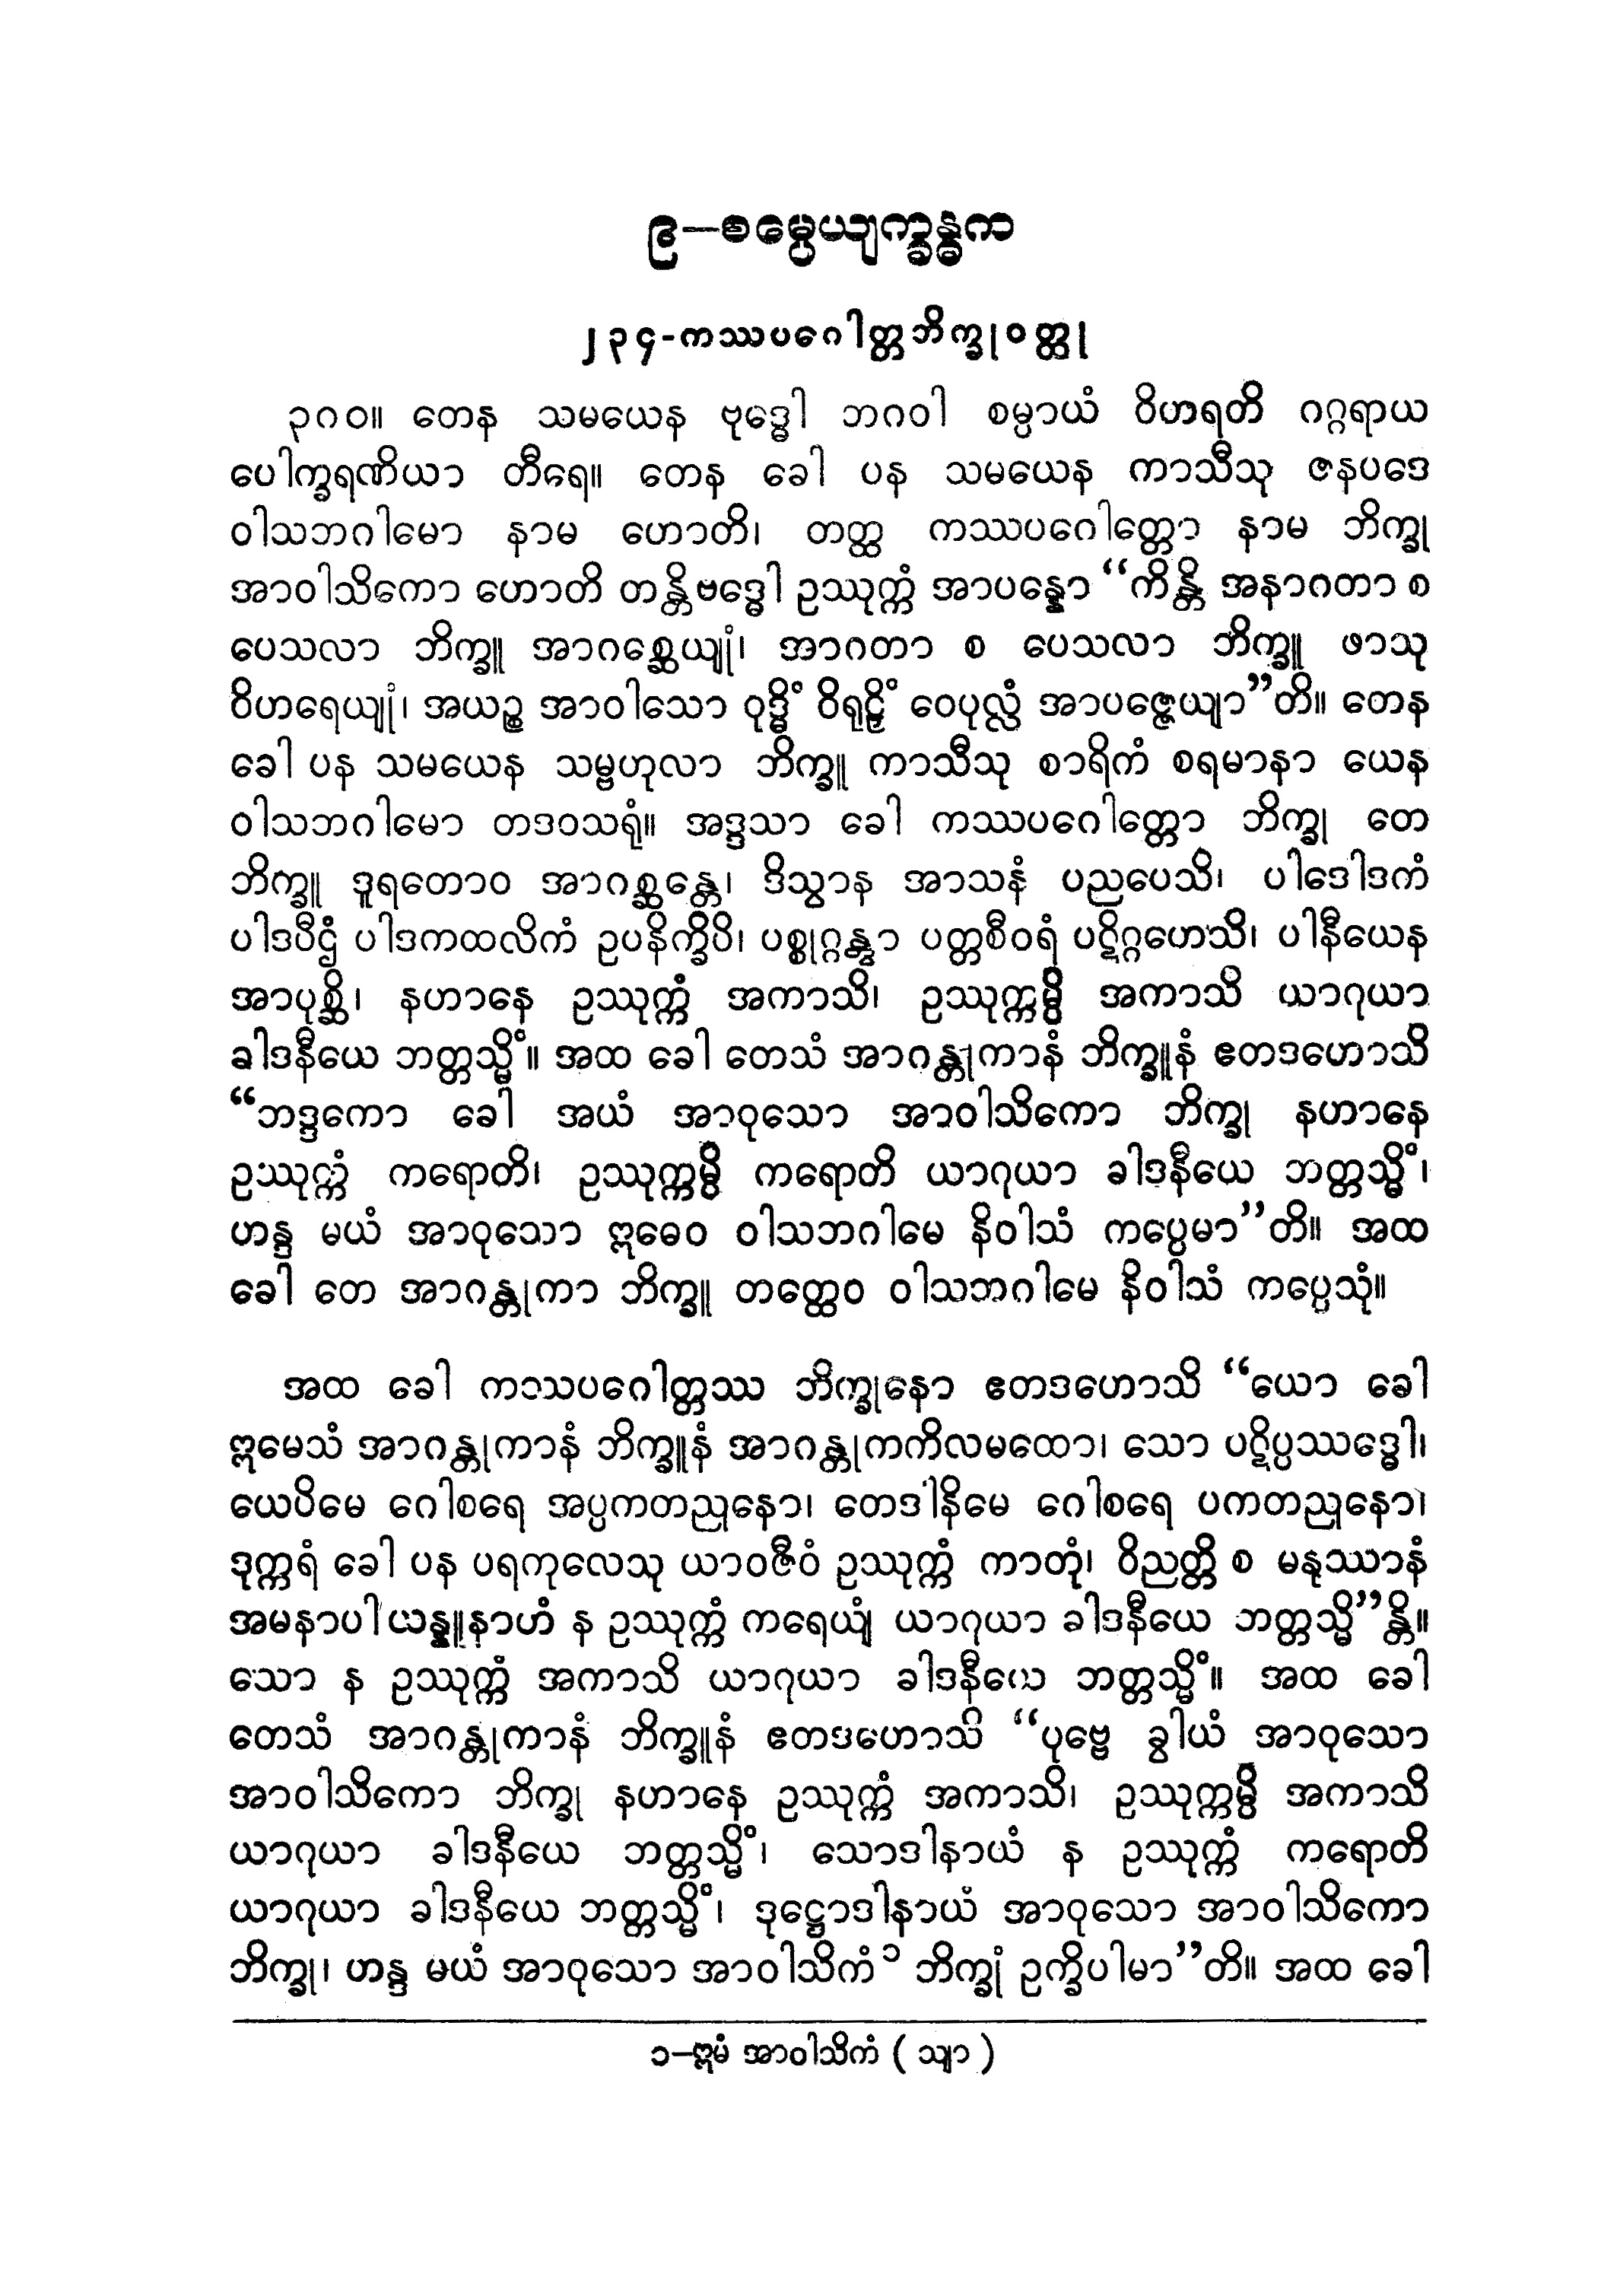 ၉–စမ္ပေယျက္ခန္ဓက
၂၃၄-ကဿပဂေါတ္တဘိက္ခုဝတ္ထု
၃၈၀။ တေန သမယေန ဗုဒ္ဓေါ ဘဂဝါ စမ္ပာယံ ဝိဟရတိ ဂဂ္ဂရာယ
ပေါက္ခရဏိယာ တီရေ။ တေန ခေါ ပန သမယေန ကာသီသု ဇနပဒေ
ဝါသဘဂါမော နာမ ဟောတိ၊ တတ္ထ ကဿပဂေါတ္တော နာမ ဘိက္ခု
အာဝါသိကော ဟောတိ တန္တိဗဒ္ဓေါ ဥဿုက္ကံ အာပန္နော “ကိန္တိ အနာဂတာ စ
ပေသလာ ဘိက္ခူ အာဂစ္ဆေယျုံ၊ အာဂတာ စ ပေသလာ ဘိက္ခူ ဖာသု
ဝိဟရေယျုံ၊ အယဉ္စ အာဝါသော ဝုဒ္ဓိံ ဝိရုဠှိံ ဝေပုလ္လံ အာပဇ္ဇေယျာ”တိ။ တေန
ခေါ ပန သမယေန သမ္ဗဟုလာ ဘိက္ခူ ကာသီသု စာရိကံ စရမာနာ ယေန
ဝါသဘဂါမော တဒဝသရုံ။ အဒ္ဒသာ ခေါ ကဿပဂေါတ္တော ဘိက္ခု တေ
ဘိက္ခူ ဒူရတောဝ အာဂစ္ဆန္တေ၊ ဒိသွာန အာသနံ ပညပေသိ၊ ပါဒေါဒကံ
ပါဒပီဌံ ပါဒကထလိကံ ဥပနိက္ခိပိ၊ ပစ္စုဂ္ဂန္တွာ ပတ္တစီဝရံ ပဋိဂ္ဂဟေသိ၊ ပါနီယေန
အာပုစ္ဆိ၊ နဟာနေ ဥဿုက္ကံ အကာသိ၊ ဥဿုက္ကမ္ပိ အကာသိ ယာဂုယာ
ခါဒနီယေ ဘတ္တသ္မိံ။ အထ ခေါ တေသံ အာဂန္တုကာနံ ဘိက္ခူနံ ဧတဒဟောသိ
“ဘဒ္ဒကော ခေါ အယံ အာဝုသော အာဝါသိကော ဘိက္ခု နဟာနေ
ဥဿုက္ကံ ကရောတိ၊ ဥဿုက္ကမ္ပိ ကရောတိ ယာဂုယာ ခါဒနီယေ ဘတ္တသ္မိံ၊
ဟန္ဒ မယံ အာဝုသော ဣဓေဝ ဝါသဘဂါမေ နိဝါသံ ကပ္ပေမာ”တိ။ အထ
ခေါ တေ အာဂန္တုကာ ဘိက္ခူ တတ္ထေဝ ဝါသဘဂါမေ နိဝါသံ ကပ္ပေသုံ။
အထ ခေါ ကဿပဂေါတ္တဿ ဘိက္ခုနော ဧတဒဟောသိ “ယော ခေါ
ဣမေသံ အာဂန္တုကာနံ ဘိက္ခူနံ အာဂန္တုကကိလမထော၊ သော ပဋိပ္ပဿဒ္ဓေါ၊
ယေပိမေ ဂေါစရေ အပ္ပကတညုနော၊ တေဒါနိမေ ဂေါစရေ ပကတညုနော၊
ဒုက္ကရံ ခေါ ပန ပရကုလေသု ယာဝဇီဝံ ဥဿုက္ကံ ကာတုံ၊ ဝိညတ္တိ စ မနုဿာနံ
အမနာပါ ယန္နူနာဟံ န ဥဿုက္ကံ ကရေယျံ ယာဂုယာ ခါဒနီယေ ဘတ္တသ္မိ”န္တိ။
သော န ဥဿုက္ကံ အကာသိ ယာဂုယာ ခါဒနီယေ ဘတ္တသ္မိံ။ အထ ခေါ
တေသံ အာဂန္တုကာနံ ဘိက္ခူနံ ဧတဒဟောသိ “ပုဗ္ဗေ ခွါယံ အာဝုသော
အာဝါသိကော ဘိက္ခု နဟာနေ ဥဿုက္ကံ အကာသိ၊ ဥဿုက္ကမ္ပိ အကာသိ
ယာဂုယာ ခါဒနီယေ ဘတ္တသ္မိံ၊ သောဒါနာယံ န ဥဿုက္ကံ ကရောတိ
ယာဂုယာ ခါဒနီယေ ဘတ္တသ္မိံ၊ ဒုဋ္ဌောဒါနာယံ အာဝုသော အာဝါသိကော
ဘိက္ခု၊ ဟန္ဒ မယံ အာဝုသော အာဝါသိကံ၁ ဘိက္ခုံ ဥက္ခိပါမာ”တိ။ အထ ခေါ
၁–ဣမံ အာဝါသိကံ ( သျာ )